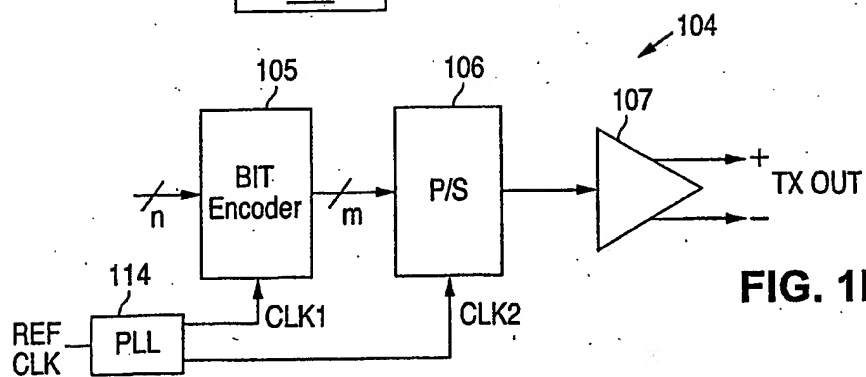 104
105
106
107
BIT
Encoder
P/S
+
TX OUT
–
n
m
114
CLK1
CLK2
REF
CLK
PLL